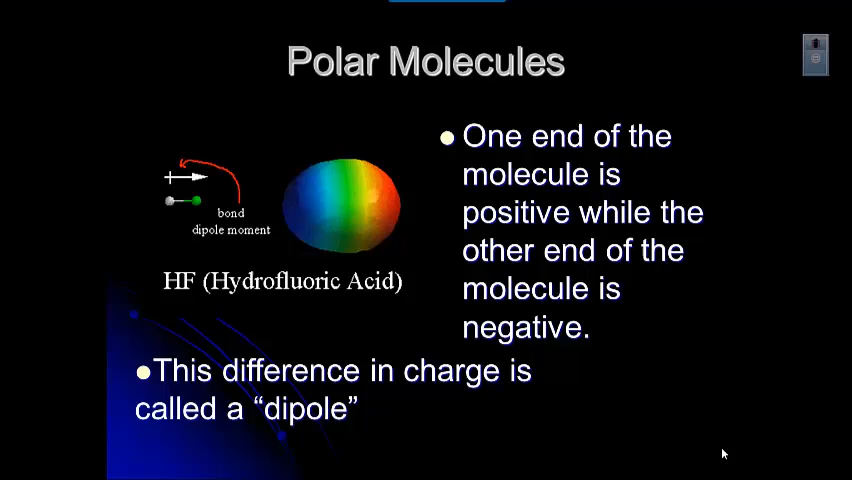 Polar Molecules
● One end of the
molecule is
positive while the
other end of the
molecule is
negative.
bond
dipole moment
HF (Hydrofluoric Acid)
●This difference in charge is
called a “dipole”